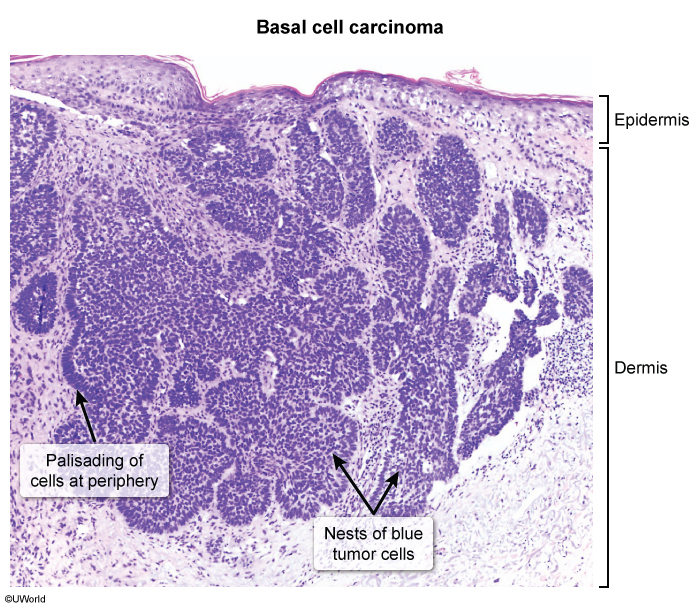 Basal cell carcinoma
Epidermis
Dermis
Palisading of
cells at periphery
Nests of blue
tumor cells
©UWorld